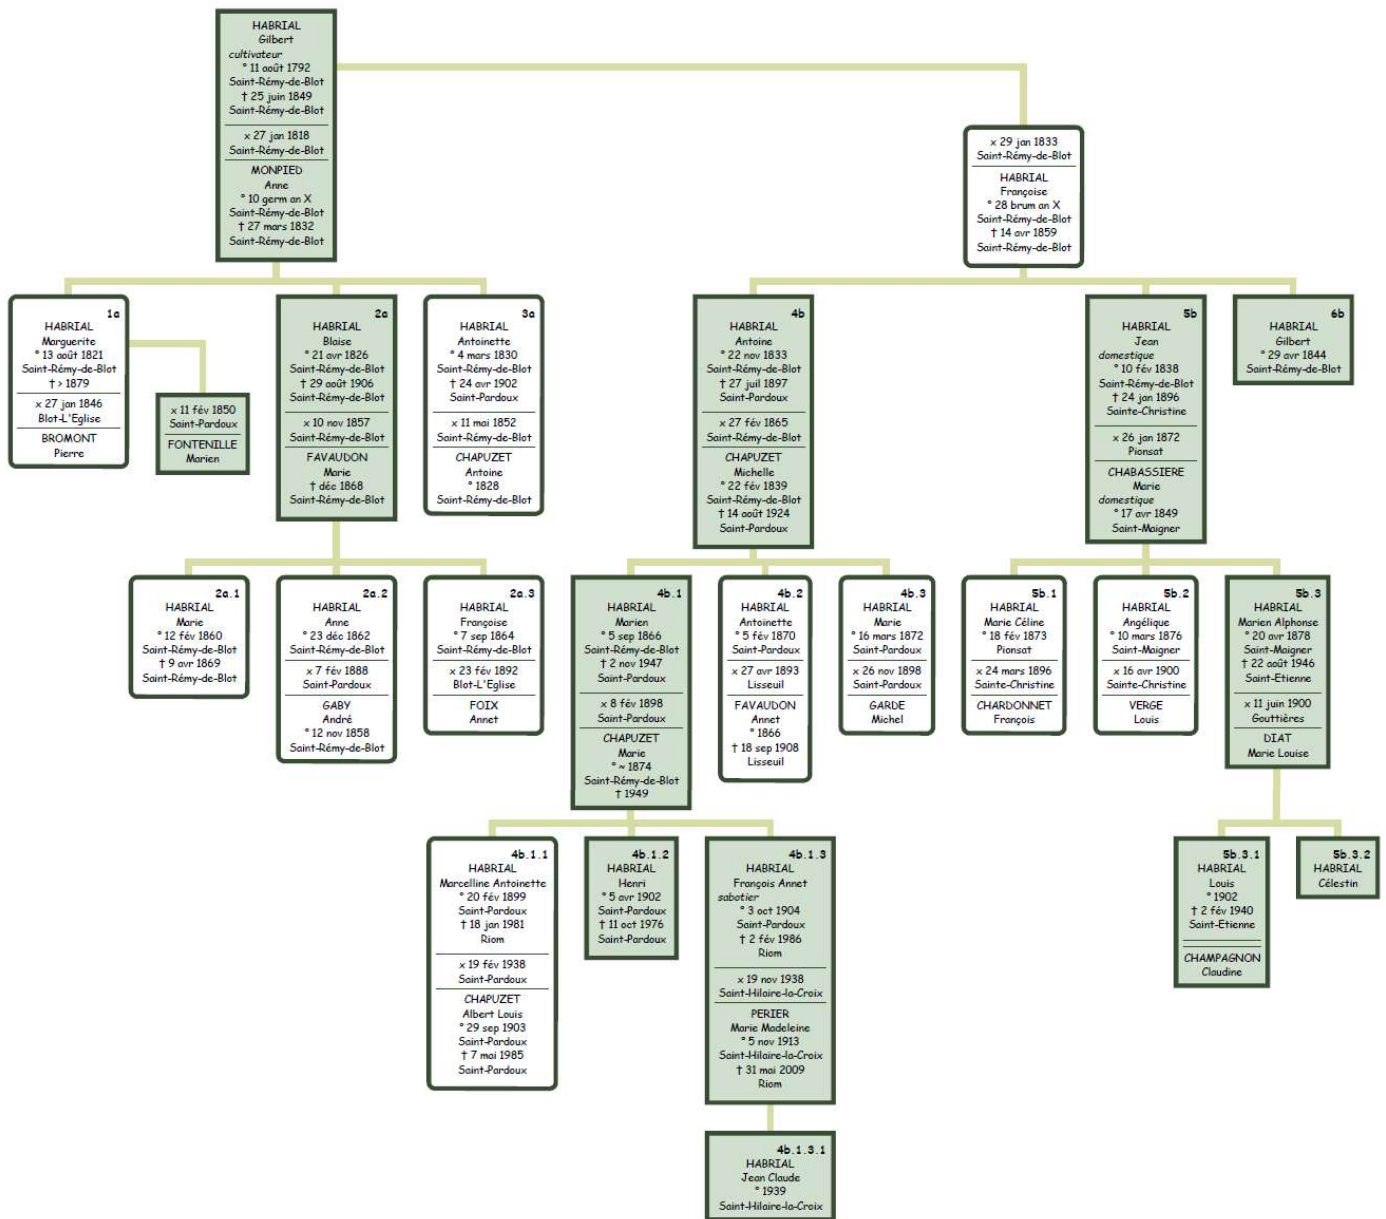 HABRIAL
Gilbert
cultivateur
° 11 août 1792
Saint-Rémy-de-Blot
† 25 juin 1849
Saint-Rémy-de-Blot
x 27 jan 1818
Saint-Rémy-de-Blot
MONPIED
Anne
° 10 germ an X
Saint-Rémy-de-Blot
† 27 mars 1832
Saint-Rémy-de-Blot
x 29 jan 1833
Saint-Rémy-de-Blot
HABRIAL
Françoise
° 28 brum an X
Saint-Rémy-de-Blot
† 14 avr 1859
Saint-Rémy-de-Blot
1a
HABRIAL
Marguerite
° 13 août 1821
Saint-Rémy-de-Blot
† > 1879
x 27 jan 1846
Blot-L'Eglise
BROMONT
Pierre
x 11 fév 1850
Saint-Pardoux
FONTENILLE
Marien
2a
HABRIAL
Blaise
° 21 avr 1826
Saint-Rémy-de-Blot
† 29 août 1906
Saint-Rémy-de-Blot
x 10 nov 1857
Saint-Rémy-de-Blot
FAVAUDON
Marie
† déc 1868
Saint-Rémy-de-Blot
3a
HABRIAL
Antoinette
° 4 mars 1830
Saint-Rémy-de-Blot
† 24 avr 1902
Saint-Pardoux
x 11 mai 1852
Saint-Rémy-de-Blot
CHAPUZET
Antoine
° 1828
Saint-Rémy-de-Blot
4b
HABRIAL
Antoine
° 22 nov 1833
Saint-Rémy-de-Blot
† 27 juil 1897
Saint-Pardoux
x 27 fév 1865
Saint-Rémy-de-Blot
CHAPUZET
Michelle
° 22 fév 1839
Saint-Rémy-de-Blot
† 14 août 1924
Saint-Pardoux
5b
HABRIAL
Jean
domestique
° 10 fév 1838
Saint-Rémy-de-Blot
† 24 jan 1896
Sainte-Christine
x 26 jan 1872
Pionsat
CHABASSIERE
Marie
domestique
° 17 avr 1849
Saint-Maigner
6b
HABRIAL
Gilbert
° 29 avr 1844
Saint-Rémy-de-Blot
2a.1
HABRIAL
Marie
° 12 fév 1860
Saint-Rémy-de-Blot
† 9 avr 1869
Saint-Rémy-de-Blot
2a.2
HABRIAL
Anne
° 23 déc 1862
Saint-Rémy-de-Blot
x 7 fév 1888
Saint-Pardoux
GABY
André
° 12 nov 1858
Saint-Rémy-de-Blot
2a.3
HABRIAL
Françoise
° 7 sep 1864
Saint-Rémy-de-Blot
x 23 fév 1892
Blot-L'Eglise
FOIX
Annet
4b.1
HABRIAL
Marien
° 5 sep 1866
Saint-Rémy-de-Blot
† 2 nov 1947
Saint-Pardoux
x 8 fév 1898
Saint-Pardoux
CHAPUZET
Marie
° ~ 1874
Saint-Rémy-de-Blot
† 1949
4b.2
HABRIAL
Antoinette
° 5 fév 1870
Saint-Pardoux
x 27 avr 1893
Lisseuil
FAVAUDON
Annet
° 1866
† 18 sep 1908
Lisseuil
4b.3
HABRIAL
Marie
° 16 mars 1872
Saint-Pardoux
x 26 nov 1898
Saint-Pardoux
GARDE
Michel
5b.1
HABRIAL
Marie Céline
° 18 fév 1873
Pionsat
x 24 mars 1896
Sainte-Christine
CHARDONNET
François
5b.2
HABRIAL
Angélique
° 10 mars 1876
Saint-Maigner
x 16 avr 1900
Sainte-Christine
VERGE
Louis
5b.3
HABRIAL
Marien Alphonse
° 20 avr 1878
Saint-Maigner
† 22 août 1946
Saint-Etienne
x 11 juin 1900
Gouttières
DIAT
Marie Louise
4b.1.1
HABRIAL
Marcelline Antoinette
° 20 fév 1899
Saint-Pardoux
† 18 jan 1981
Riom
x 19 fév 1938
Saint-Pardoux
CHAPUZET
Albert Louis
° 29 sep 1903
Saint-Pardoux
† 7 mai 1985
Saint-Pardoux
4b.1.2
HABRIAL
Henri
° 5 avr 1902
Saint-Pardoux
† 11 oct 1976
Saint-Pardoux
4b.1.3
HABRIAL
François Annet
sabotier
° 3 oct 1904
Saint-Pardoux
† 2 fév 1986
Riom
x 19 nov 1938
Saint-Hilaire-la-Croix
PERIER
Marie Madeleine
° 5 nov 1913
Saint-Hilaire-la-Croix
† 31 mai 2009
Riom
5b.3.1
HABRIAL
Louis
° 1902
† 2 fév 1940
Saint-Etienne
CHAMPAGNON
Claudine
5b.3.2
HABRIAL
Célestin
4b.1.3.1
HABRIAL
Jean Claude
° 1939
Saint-Hilaire-la-Croix